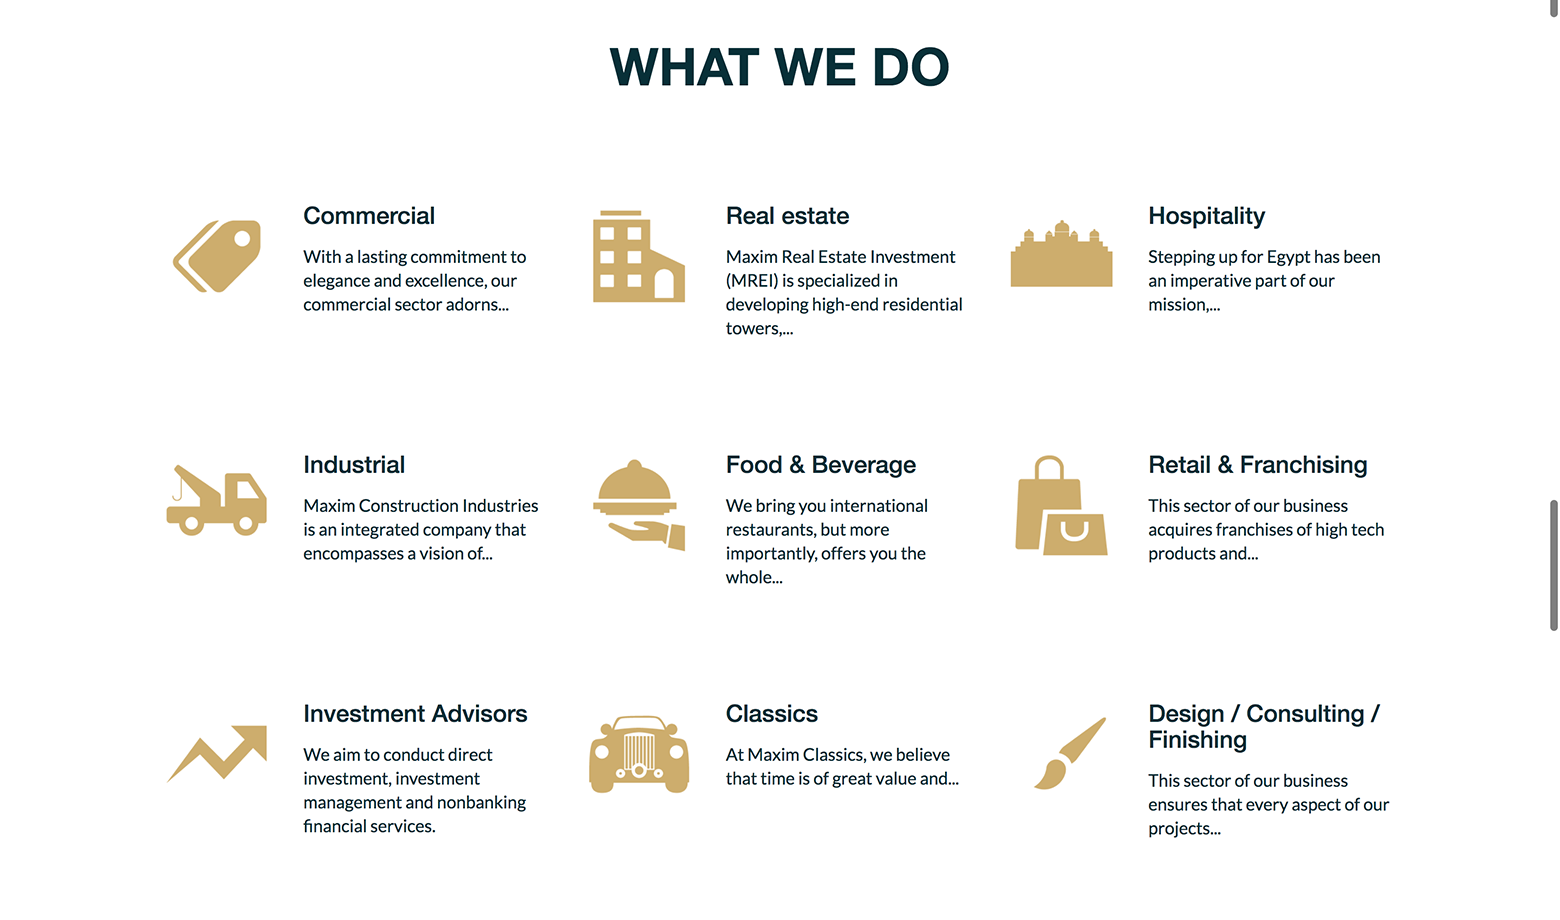 WHAT WE DO
Commercial
With a lasting commitment to
elegance and excellence, our
commercial sector adorns...
Real estate
Maxim Real Estate Investment
(MREI) is specialized in
developing high-end residential
towers,...
Hospitality
Stepping up for Egypt has been
an imperative part of our
mission,...
Industrial
Maxim Construction Industries
is an integrated company that
encompasses a vision of...
Food & Beverage
We bring you international
restaurants, but more
importantly, offers you the
whole...
Retail & Franchising
This sector of our business
acquires franchises of high tech
products and...
Investment Advisors
We aim to conduct direct
investment, investment
management and nonbanking
financial services.
Classics
At Maxim Classics, we believe
that time is of great value and...
Design / Consulting /
Finishing
This sector of our business
ensures that every aspect of our
projects...